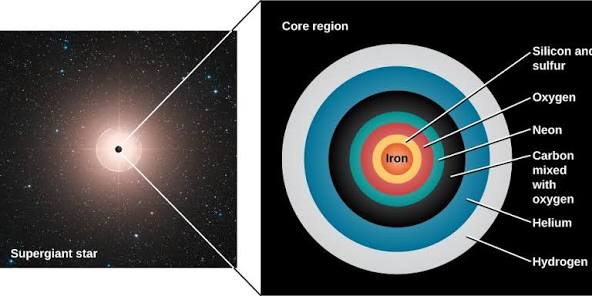 Core region
Silicon and
sulfur
Oxygen
Neon
Carbon
mixed
with
oxygen
Helium
Hydrogen
Iron
Supergiant star